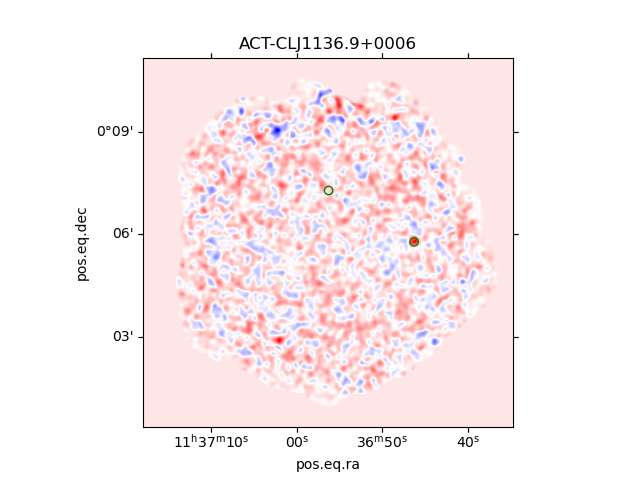 ACT-CLJ1136.9+0006
pos.eq.dec
0°09'
06'
03'
11ʰ37ᵐ10ˢ 00ˢ 36ᵐ50ˢ 40ˢ
pos.eq.ra